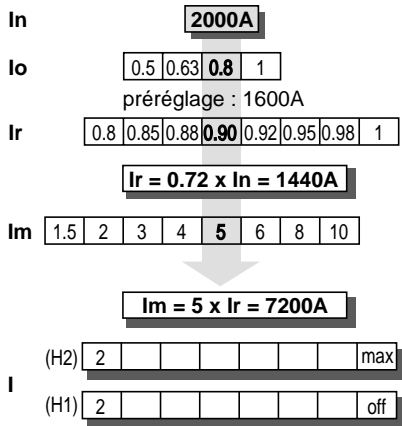 In 2000A
Io 0.5 0.63 0.8 1
préréglage : 1600A
Ir 0.8 0.85 0.88 0.90 0.92 0.95 0.98 1
Ir = 0.72 x In = 1440A
Im 1.5 2 3 4 5 6 8 10
Im = 5 x Ir = 7200A
(H2) 2 max
I
(H1) 2 off